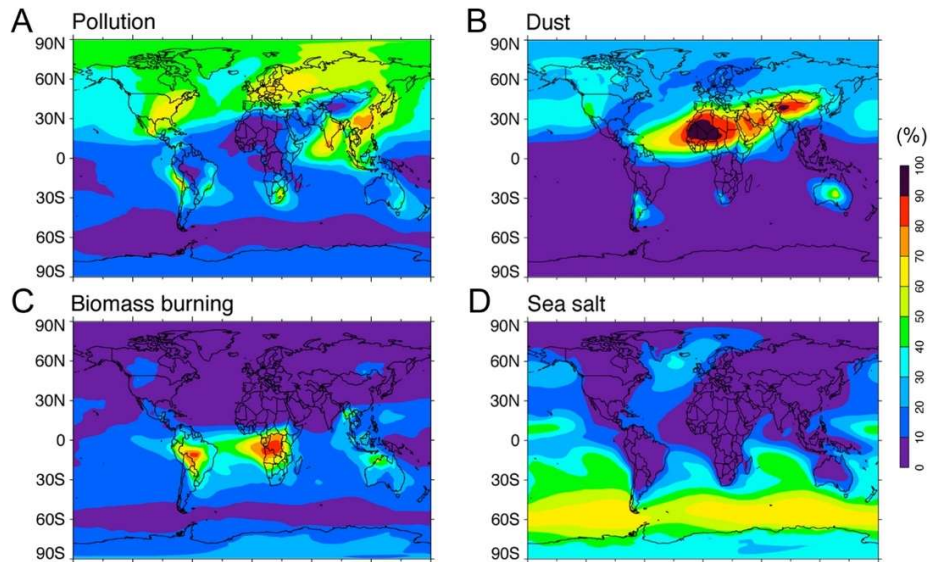 A Pollution
90N
60N
30N
0
30S
60S
90S
B Dust
90N
60N
30N
0
30S
60S
90S
(%)
100
90
80
70
60
50
40
30
20
10
0
C Biomass burning
90N
60N
30N
0
30S
60S
90S
D Sea salt
90N
60N
30N
0
30S
60S
90S